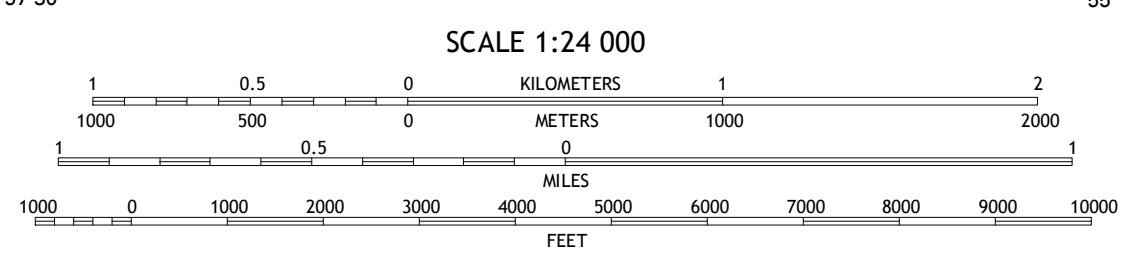 57'30" 55'
SCALE 1:24 000
1 0.5 0 KILOMETERS 1 2
1000 500 0 METERS 1000 2000
1 0.5 0 1
MILES
1000 0 1000 2000 3000 4000 5000 6000 7000 8000 9000 10000
FEET